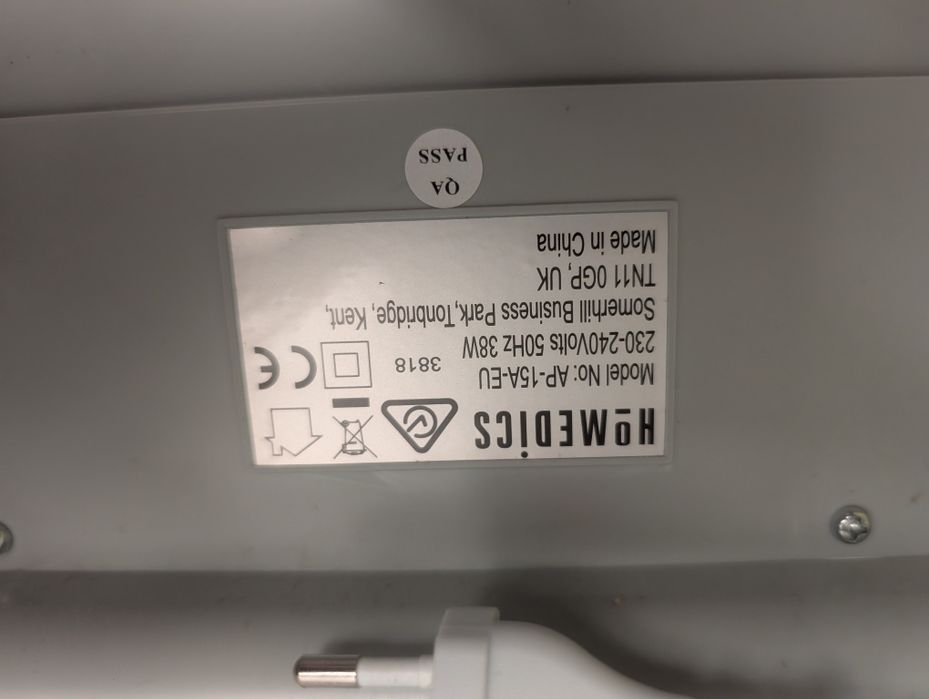 HoMEDiCS
Model No: AP-15A-EU
230-240Volts 50Hz 38W
3818
Somerhill Business Park,Tonbridge, Kent,
TN11 0GP, UK
Made in China
QA
PASS